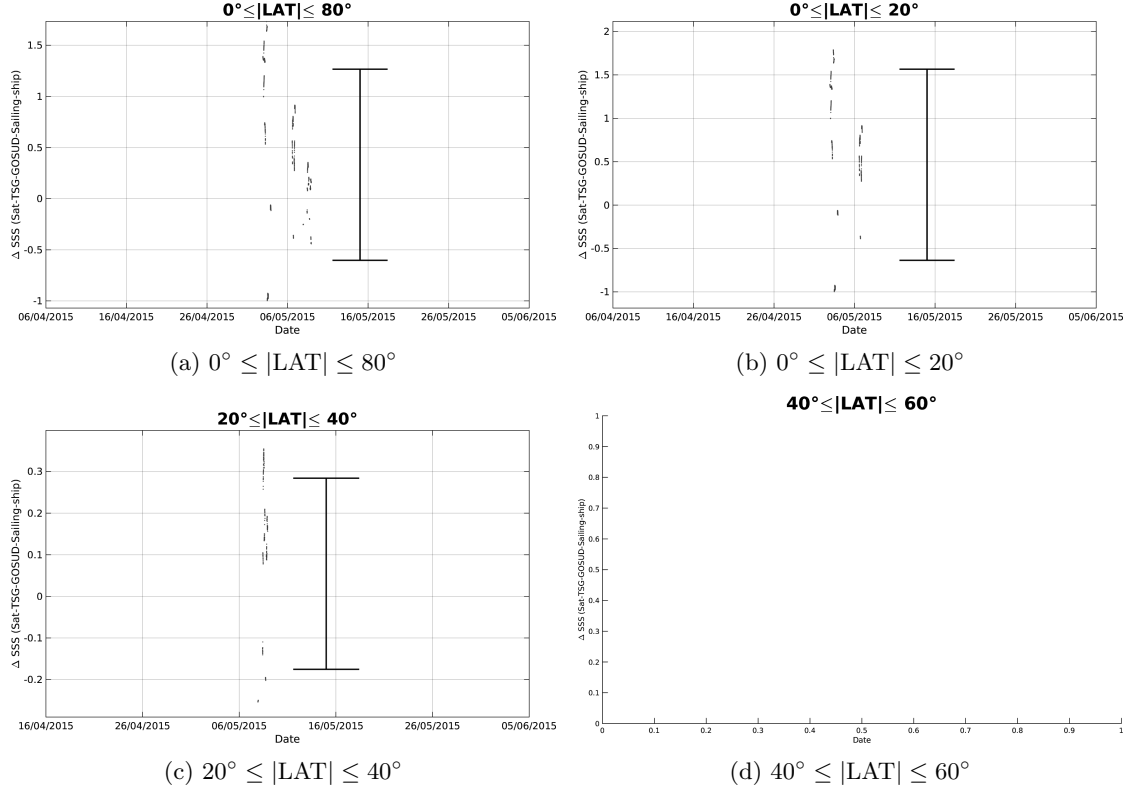 0°≤|LAT|≤ 80°
Δ SSS (Sat-TSG-GOSUD-Sailing-ship)
1.5
1
0.5
0
-0.5
-1
06/04/2015 16/04/2015 26/04/2015 06/05/2015 16/05/2015 26/05/2015 05/06/2015
Date
(a) 0° ≤ |LAT| ≤ 80°
0°≤|LAT|≤ 20°
Δ SSS (Sat-TSG-GOSUD-Sailing-ship)
2
1.5
1
0.5
0
-0.5
-1
06/04/2015 16/04/2015 26/04/2015 06/05/2015 16/05/2015 26/05/2015 05/06/2015
Date
(b) 0° ≤ |LAT| ≤ 20°
20°≤|LAT|≤ 40°
Δ SSS (Sat-TSG-GOSUD-Sailing-ship)
0.3
0.2
0.1
0
-0.1
-0.2
16/04/2015 26/04/2015 06/05/2015 16/05/2015 26/05/2015 05/06/2015
Date
(c) 20° ≤ |LAT| ≤ 40°
40°≤|LAT|≤ 60°
Δ SSS (Sat-TSG-GOSUD-Sailing-ship)
1
0.9
0.8
0.7
0.6
0.5
0.4
0.3
0.2
0.1
0
0 0.1 0.2 0.3 0.4 0.5 0.6 0.7 0.8 0.9 1
Date
(d) 40° ≤ |LAT| ≤ 60°